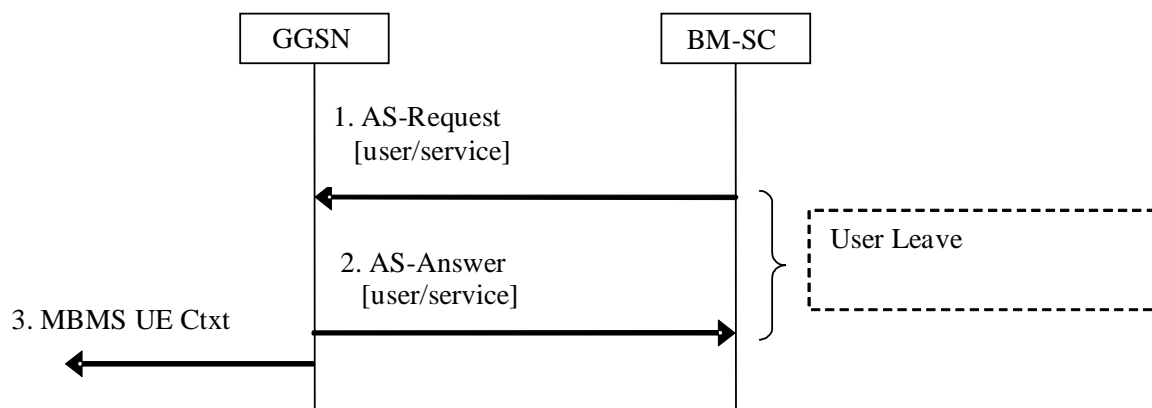 GGSN
BM-SC
1. AS-Request
[user/service]
User Leave
2. AS-Answer
[user/service]
3. MBMS UE Ctxt